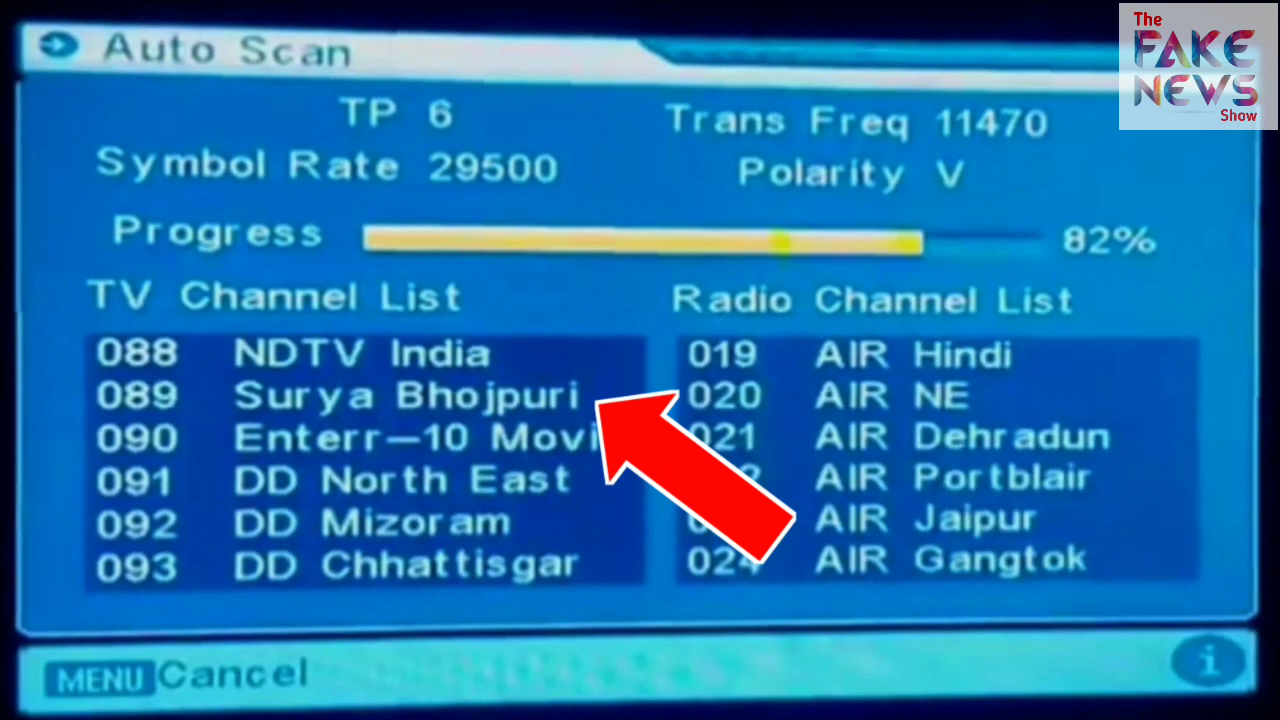 Auto Scan
The
FAKE
NEWS
Show
TP 6
Trans Freq 11470
Symbol Rate 29500
Polarity V
Progress
82%
TV Channel List
Radio Channel List
088 NDTV India
019 AIR Hindi
089 Surya Bhojpuri
020 AIR NE
090 Enterr-10 Movi
021 AIR Dehradun
091 DD North East
AIR Portblair
092 DD Mizoram
AIR Jaipur
093 DD Chhattisgar
024 AIR Gangtok
MENU Cancel
i